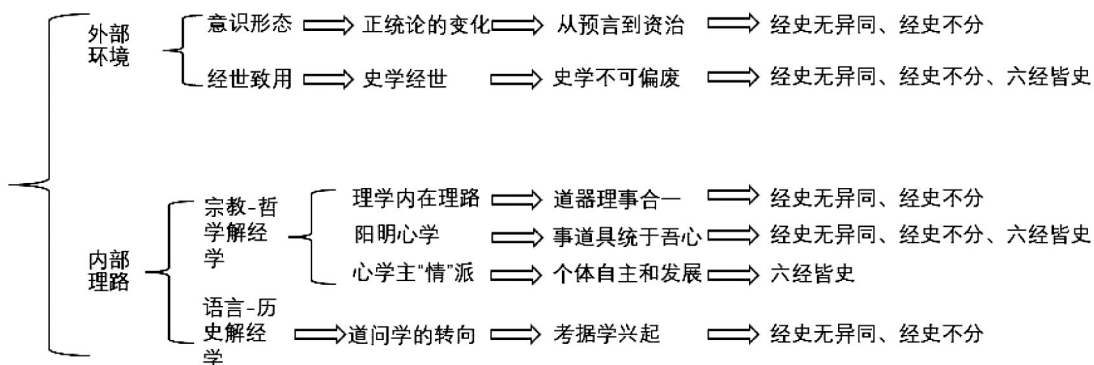 外部
环境
意识形态 正统论的变化 从预言到资治 经史无异同、经史不分
经世致用 史学经世 史学不可偏废 经史无异同、经史不分、六经皆史
内部
理路
宗教-哲
学解经
学
理学内在理路 道器理事合一 经史无异同、经史不分
阳明心学 事道具统于吾心 经史无异同、经史不分、六经皆史
心学主“情”派 个体自主和发展 六经皆史
语言-历
史解经
学
道问学的转向 考据学兴起 经史无异同、经史不分